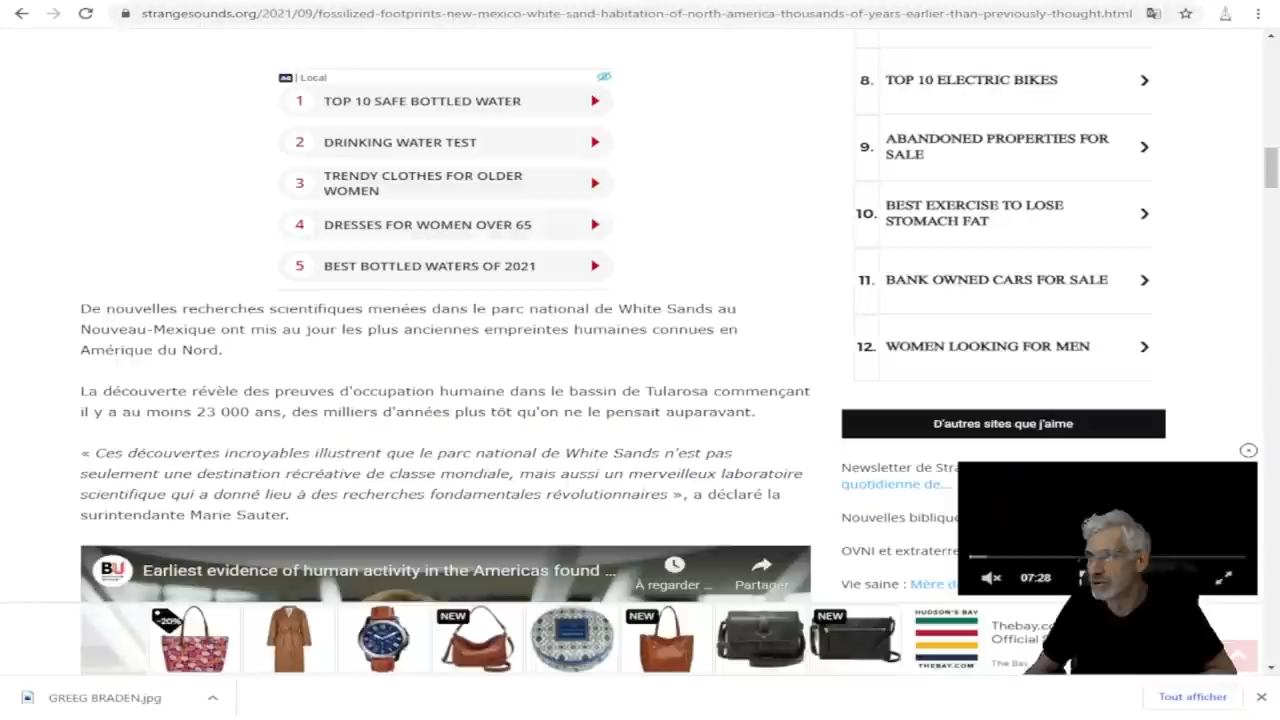 strangesounds.org/2021/09/fossilized-footprints-new-mexico-white-sand-habitation-of-north-america-thousands-of-years-earlier-than-previously-thought.html
Ad | Local
1 TOP 10 SAFE BOTTLED WATER
2 DRINKING WATER TEST
3 TRENDY CLOTHES FOR OLDER
WOMEN
4 DRESSES FOR WOMEN OVER 65
5 BEST BOTTLED WATERS OF 2021
De nouvelles recherches scientifiques menées dans le parc national de White Sands au
Nouveau-Mexique ont mis au jour les plus anciennes empreintes humaines connues en
Amérique du Nord.
La découverte révèle des preuves d'occupation humaine dans le bassin de Tularosa commençant
il y a au moins 23 000 ans, des milliers d'années plus tôt qu'on ne le pensait auparavant.
« Ces découvertes incroyables illustrent que le parc national de White Sands n'est pas
seulement une destination récréative de classe mondiale, mais aussi un merveilleux laboratoire
scientifique qui a donné lieu à des recherches fondamentales révolutionnaires », a déclaré la
surintendante Marie Sauter.
BU
Earliest evidence of human activity in the Americas found ...
À regarder ...
Partager
8. TOP 10 ELECTRIC BIKES
9. ABANDONED PROPERTIES FOR
SALE
10. BEST EXERCISE TO LOSE
STOMACH FAT
11. BANK OWNED CARS FOR SALE
12. WOMEN LOOKING FOR MEN
D'autres sites que j'aime
Newsletter de Stra
quotidienne de...
Nouvelles biblique
OVNI et extraterre
Vie saine : Mère d
07:28
-20%
NEW
NEW
NEW
HUDSON'S BAY
THEBAY.COM
Thebay.co
Official S
The Bay
GREEG BRADEN.jpg
Tout afficher